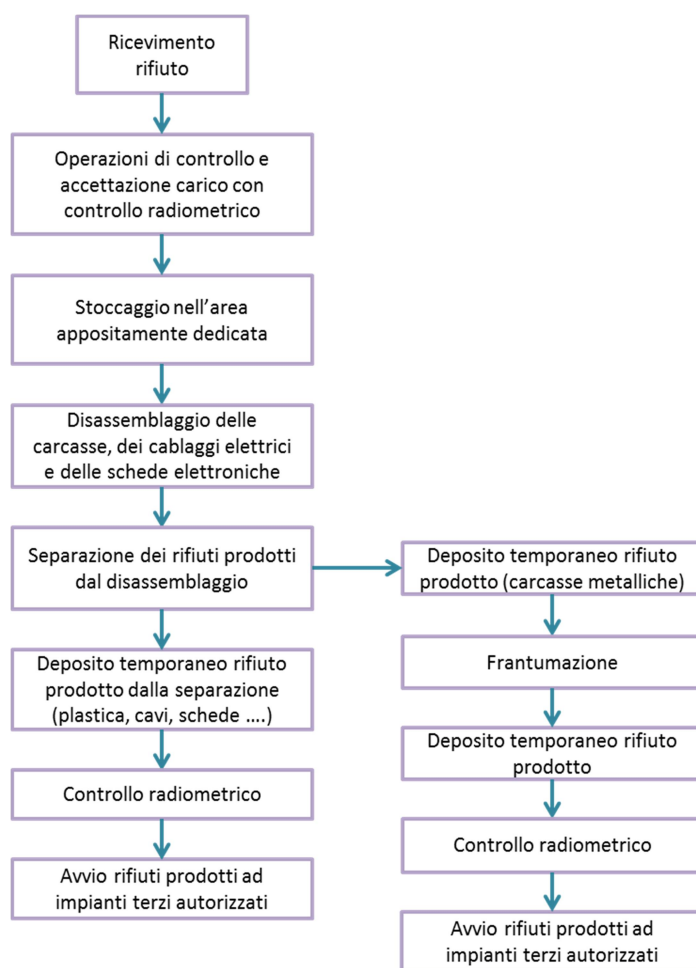 Ricevimento
rifiuto
Operazioni di controllo e
accettazione carico con
controllo radiometrico
Stoccaggio nell'area
appositamente dedicata
Disassemblaggio delle
carcasse, dei cablaggi elettrici
e delle schede elettroniche
Separazione dei rifiuti prodotti
dal disassemblaggio
Deposito temporaneo rifiuto
prodotto dalla separazione
(plastica, cavi, schede ....)
Controllo radiometrico
Avvio rifiuti prodotti ad
impianti terzi autorizzati
Deposito temporaneo rifiuto
prodotto (carcasse metalliche)
Frantumazione
Deposito temporaneo rifiuto
prodotto
Controllo radiometrico
Avvio rifiuti prodotti ad
impianti terzi autorizzati